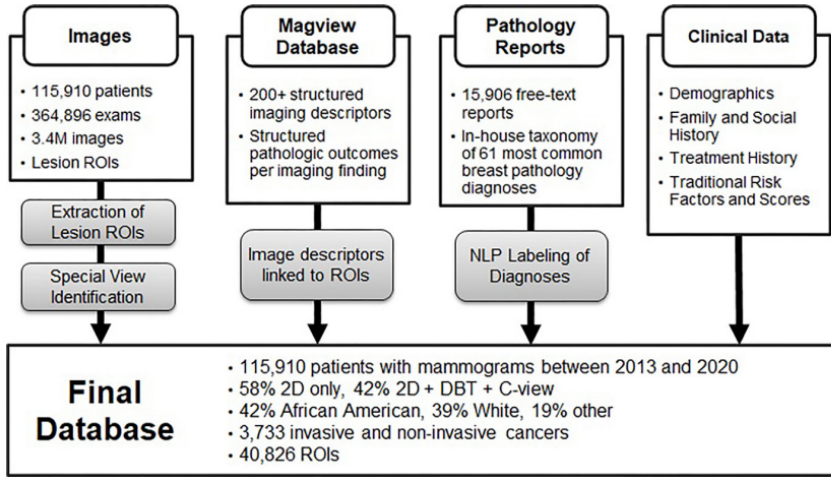 Images
• 115,910 patients
• 364,896 exams
• 3.4M images
• Lesion ROIs
Extraction of
Lesion ROIs
Special View
Identification
Magview
Database
• 200+ structured
imaging descriptors
• Structured
pathologic outcomes
per imaging finding
Image descriptors
linked to ROIs
Pathology
Reports
• 15,906 free-text
reports
• In-house taxonomy
of 61 most common
breast pathology
diagnoses
NLP Labeling of
Diagnoses
Clinical Data
• Demographics
• Family and Social
History
• Treatment History
• Traditional Risk
Factors and Scores
Final
Database
• 115,910 patients with mammograms between 2013 and 2020
• 58% 2D only, 42% 2D + DBT + C-view
• 42% African American, 39% White, 19% other
• 3,733 invasive and non-invasive cancers
• 40,826 ROIs